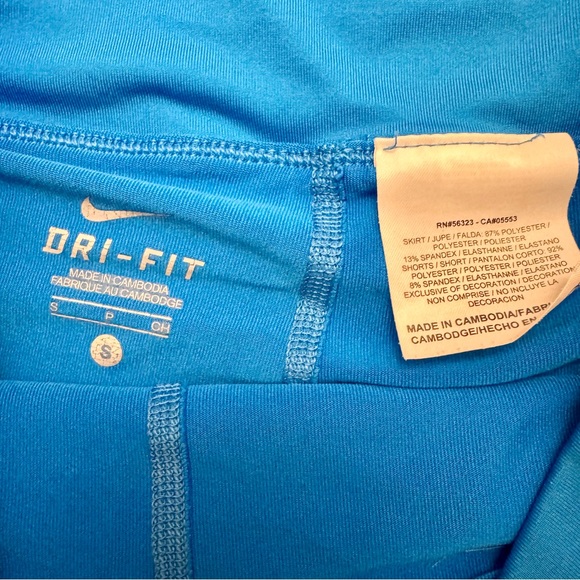 DRI-FIT
MADE IN CAMBODIA
FABRIQUE AU CAMBODGE
S P CH
S
RN#56323 - CA#05553
SKIRT / JUPE / FALDA: 87% POLYESTER /
POLYESTER / POLIESTER
13% SPANDEX / ELASTHANNE / ELASTANO
SHORTS / SHORT / PANTALON CORTO: 92%
POLYESTER / POLYESTER / POLIESTER
8% SPANDEX / ELASTHANNE / ELASTANO
EXCLUSIVE OF DECORATION / DECORATION
NON COMPRISE / NO INCLUYE LA
DECORACION
MADE IN CAMBODIA/FABRI
CAMBODGE/HECHO EN